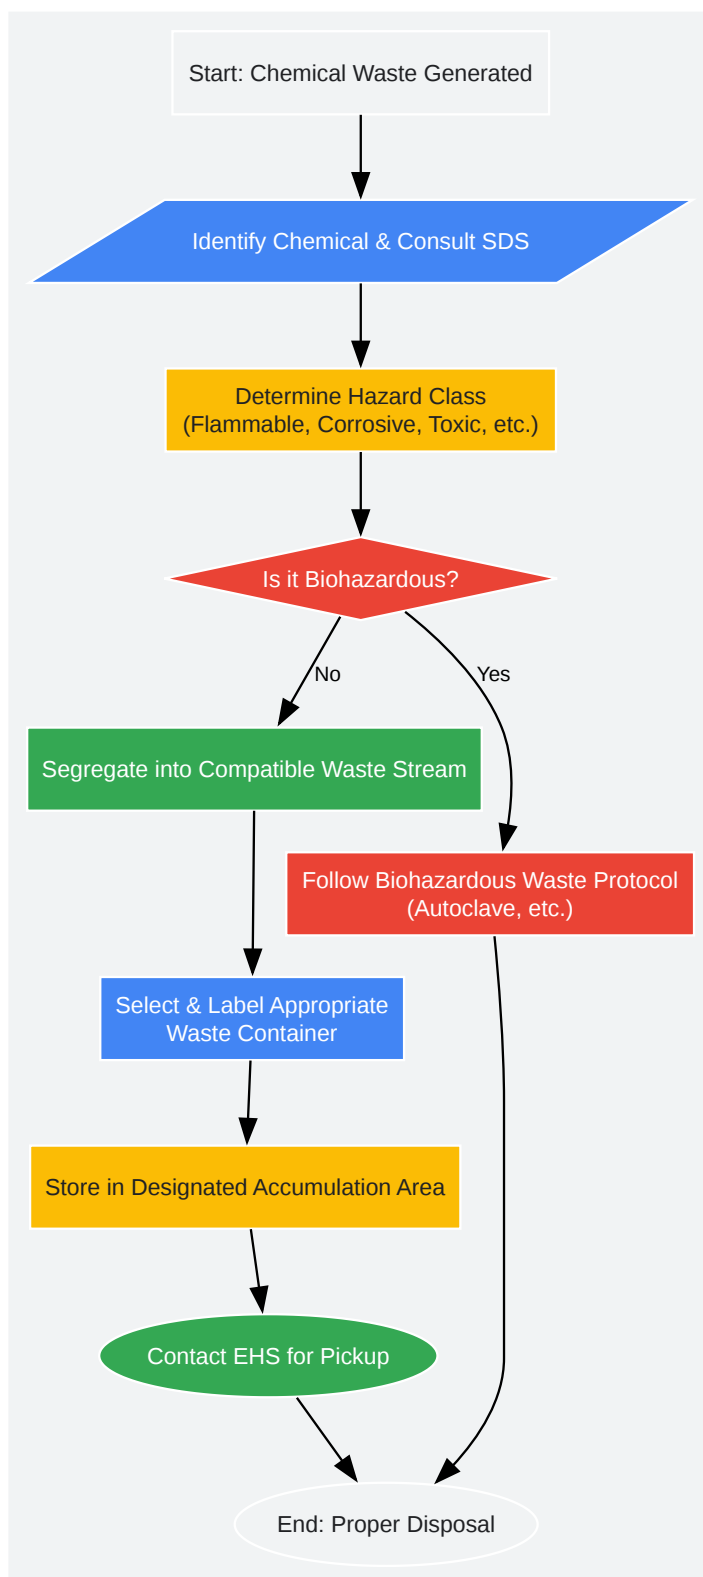 Start: Chemical Waste Generated
Identify Chemical & Consult SDS
Determine Hazard Class
(Flammable, Corrosive, Toxic, etc.)
Is it Biohazardous?
No
Yes
Segregate into Compatible Waste Stream
Follow Biohazardous Waste Protocol
(Autoclave, etc.)
Select & Label Appropriate
Waste Container
Store in Designated Accumulation Area
Contact EHS for Pickup
End: Proper Disposal